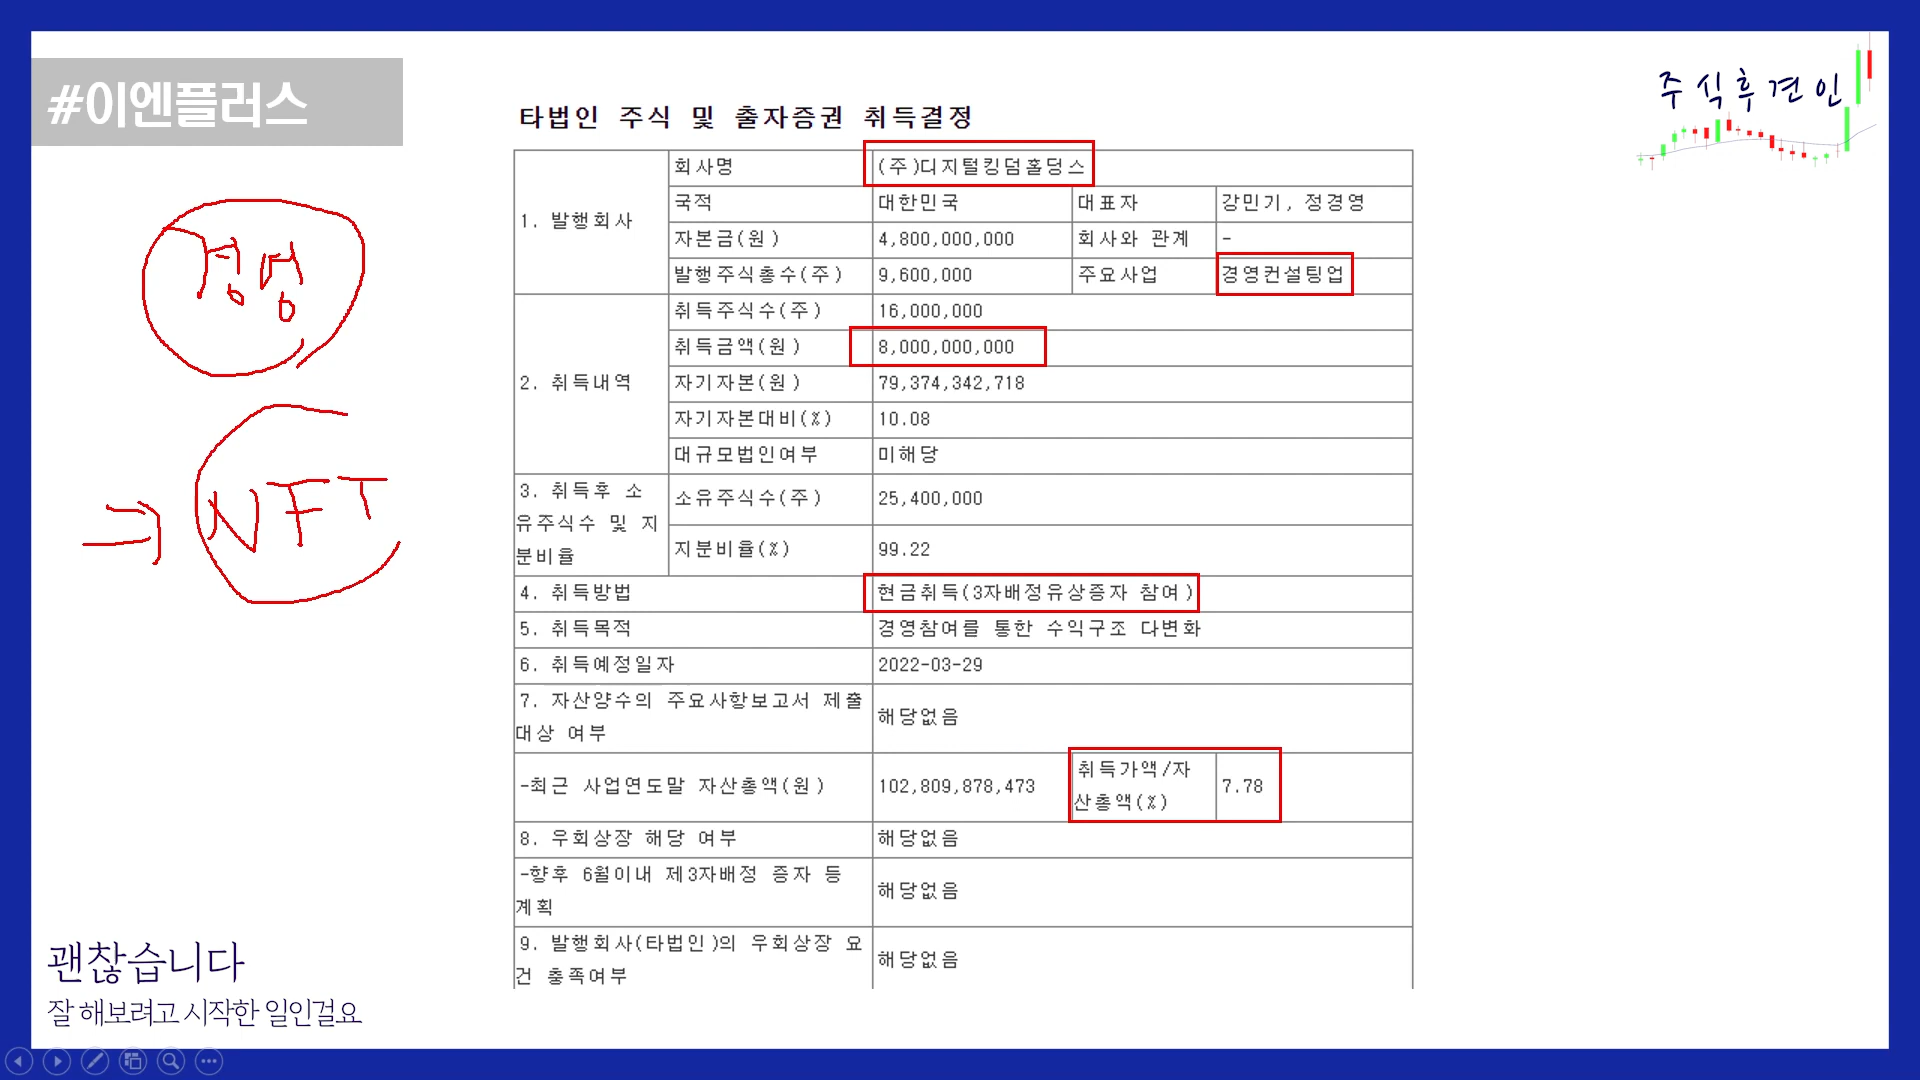 #이엔플러스
주식후견인
타법인 주식 및 출자증권 취득결정
1. 발행회사
회사명
(주)디지털킹덤홀딩스
국적
대한민국
대표자
강민기, 정경영
자본금(원)
4,800,000,000
회사와 관계
-
발행주식총수(주)
9,600,000
주요사업
경영컨설팅업
2. 취득내역
취득주식수(주)
16,000,000
취득금액(원)
8,000,000,000
자기자본(원)
79,374,342,718
자기자본대비(%)
10.08
대규모법인여부
미해당
3. 취득후 소
유주식수 및 지
분비율
소유주식수(주)
25,400,000
지분비율(%)
99.22
4. 취득방법
현금취득(3자배정유상증자 참여)
5. 취득목적
경영참여를 통한 수익구조 다변화
6. 취득예정일자
2022-03-29
7. 자산양수의 주요사항보고서 제출
대상 여부
해당없음
-최근 사업연도말 자산총액(원)
102,809,878,473
취득가액/자
산총액(%)
7.78
8. 우회상장 해당 여부
해당없음
-향후 6월이내 제3자배정 증자 등
계획
해당없음
9. 발행회사(타법인)의 우회상장 요
건 충족여부
해당없음
경영
NFT
괜찮습니다
잘 해보려고 시작한 일인걸요